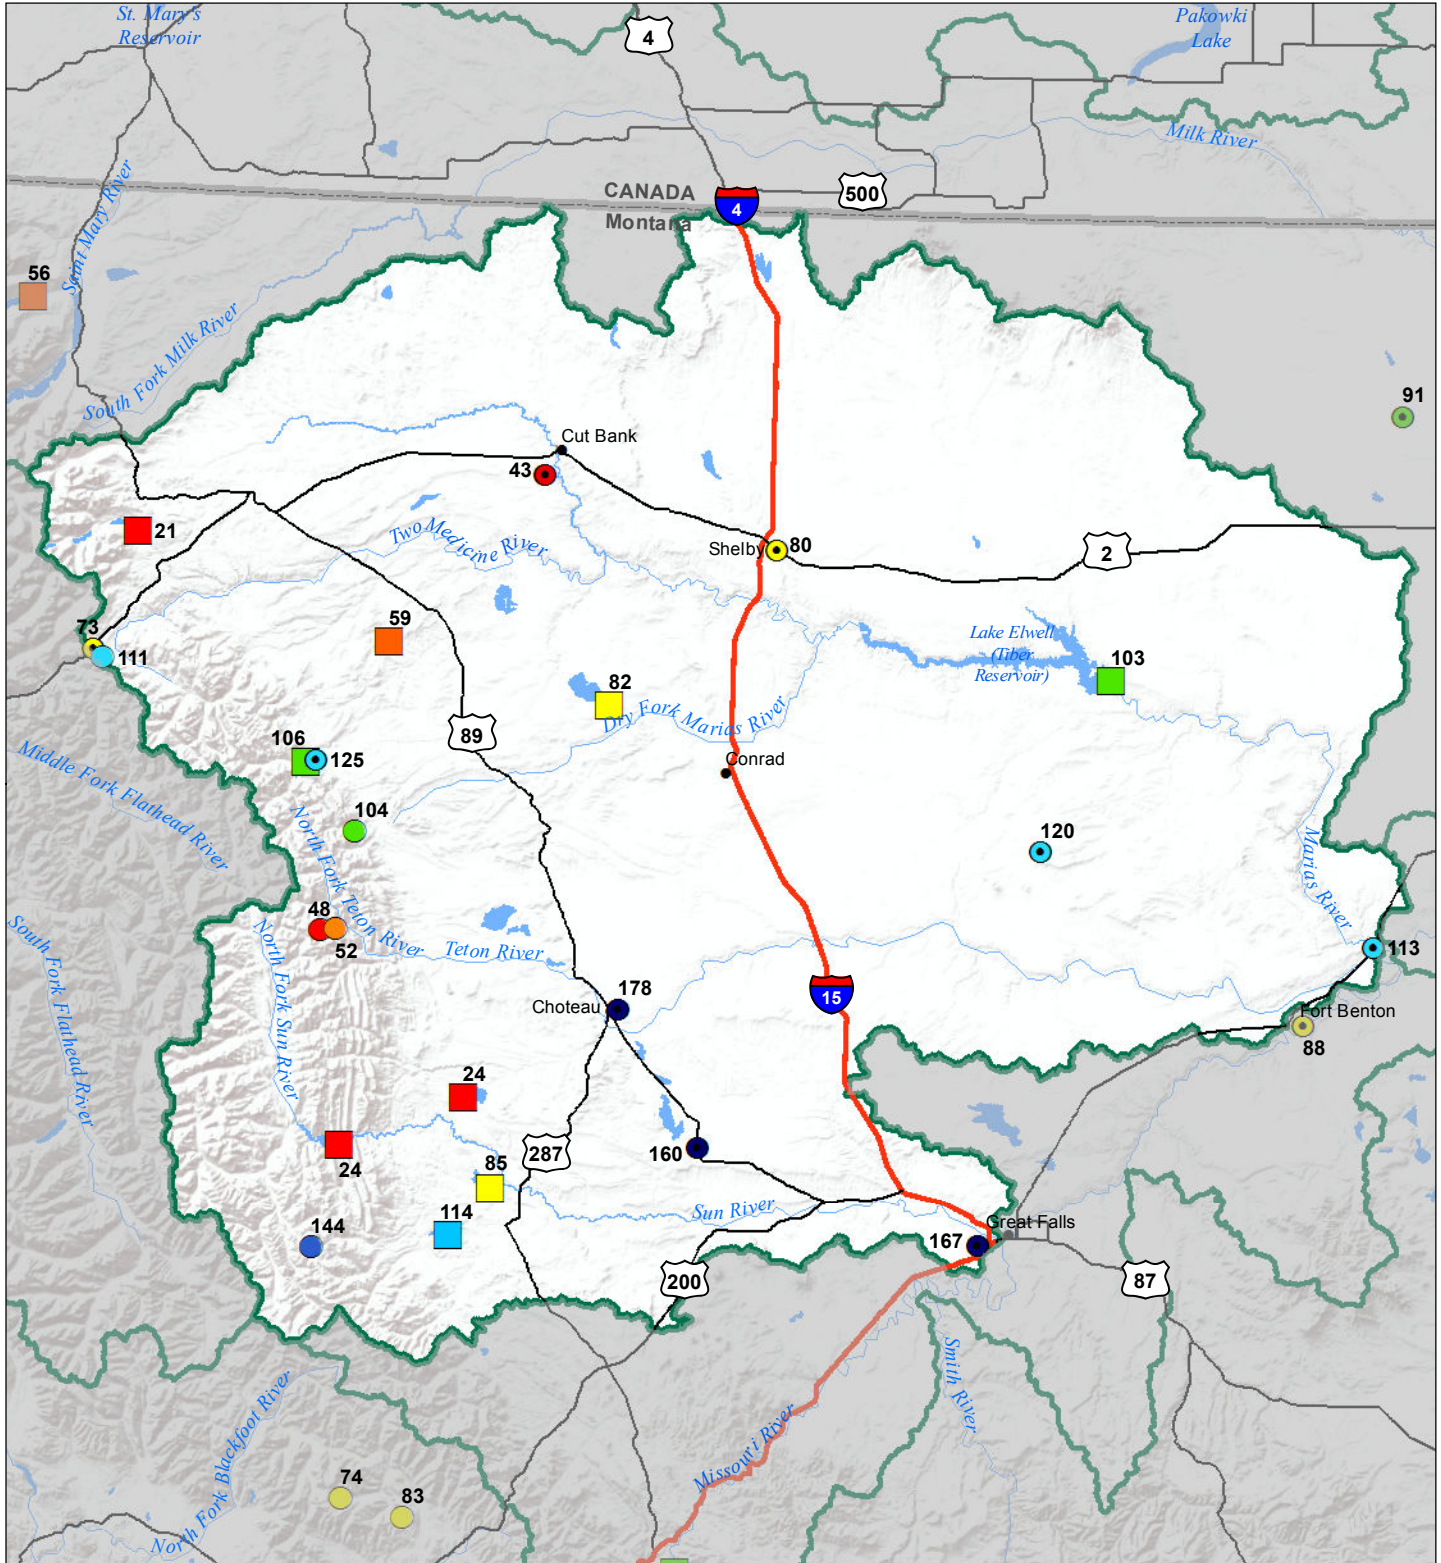 St. Mary's
Reservoir
4
Pakowki
Lake
Milk River
CANADA
Montana
4
500
Saint Mary River
56
South Fork Milk River
91
Cut Bank
43
21
Two Medicine River
Shelby
80
2
73
111
59
Lake Elwell
(Tiber
Reservoir)
103
82
Dry Fork Marias River
89
106
125
Conrad
Middle Fork Flathead River
104
North Fork Teton River
120
Marias River
48
52
Teton River
South Fork Flathead River
North Fork Sun River
113
178
Choteau
15
Fort Benton
88
24
24
287
160
85
114
Sun River
144
167
Great Falls
200
87
Smith River
Missouri River
North Fork Blackfoot River
74
83